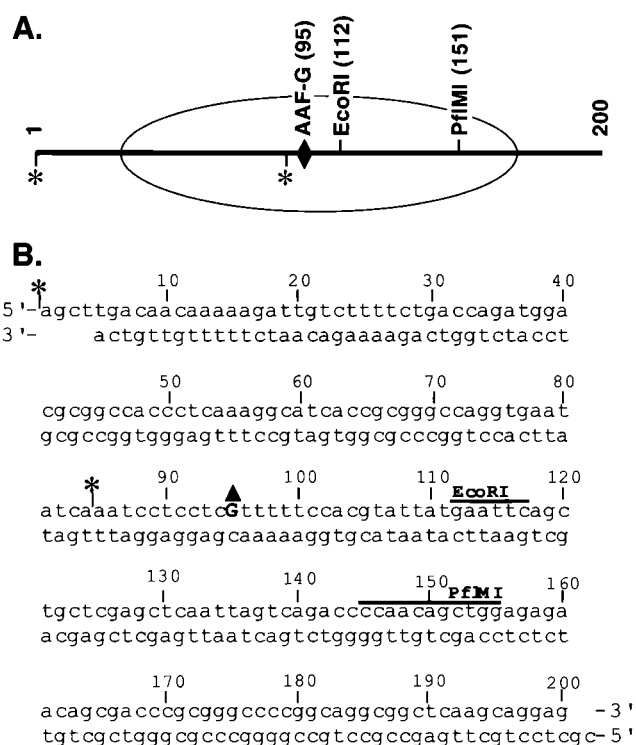 A.
1
*
*
AAF-G (95)
EcoRI (112)
PflMI (151)
200
B.
*
10 20 30 40
5'-agcttgacaacaaaaagattgtcttttctgaccagatgga
3'- actgttgtttttctaacagaaaagactggtctacct
50 60 70 80
cgcggccaccctcaaaggcatcaccgcgggccaggtgaat
gcgccggtgggagtttccgtagtggcgcccggtccactta
* 90 100 110 EcoRI 120
atcaaatcctcctcGtttttccacgtattatgaattcagc
tagtttaggaggagcaaaaaggtgcataatacttaagtcg
130 140 150 PflMI 160
tgctcgagctcaattagtcagaccccaacagctggagaga
acgagctcgagttaatcagtctggggttgtcgacctctct
170 180 190 200
acagcgacccgcgggccccggcaggcggctcaagcaggag -3'
tgtcgctgggcgcccggggccgtccgccgagttcgtcctcgc-5'